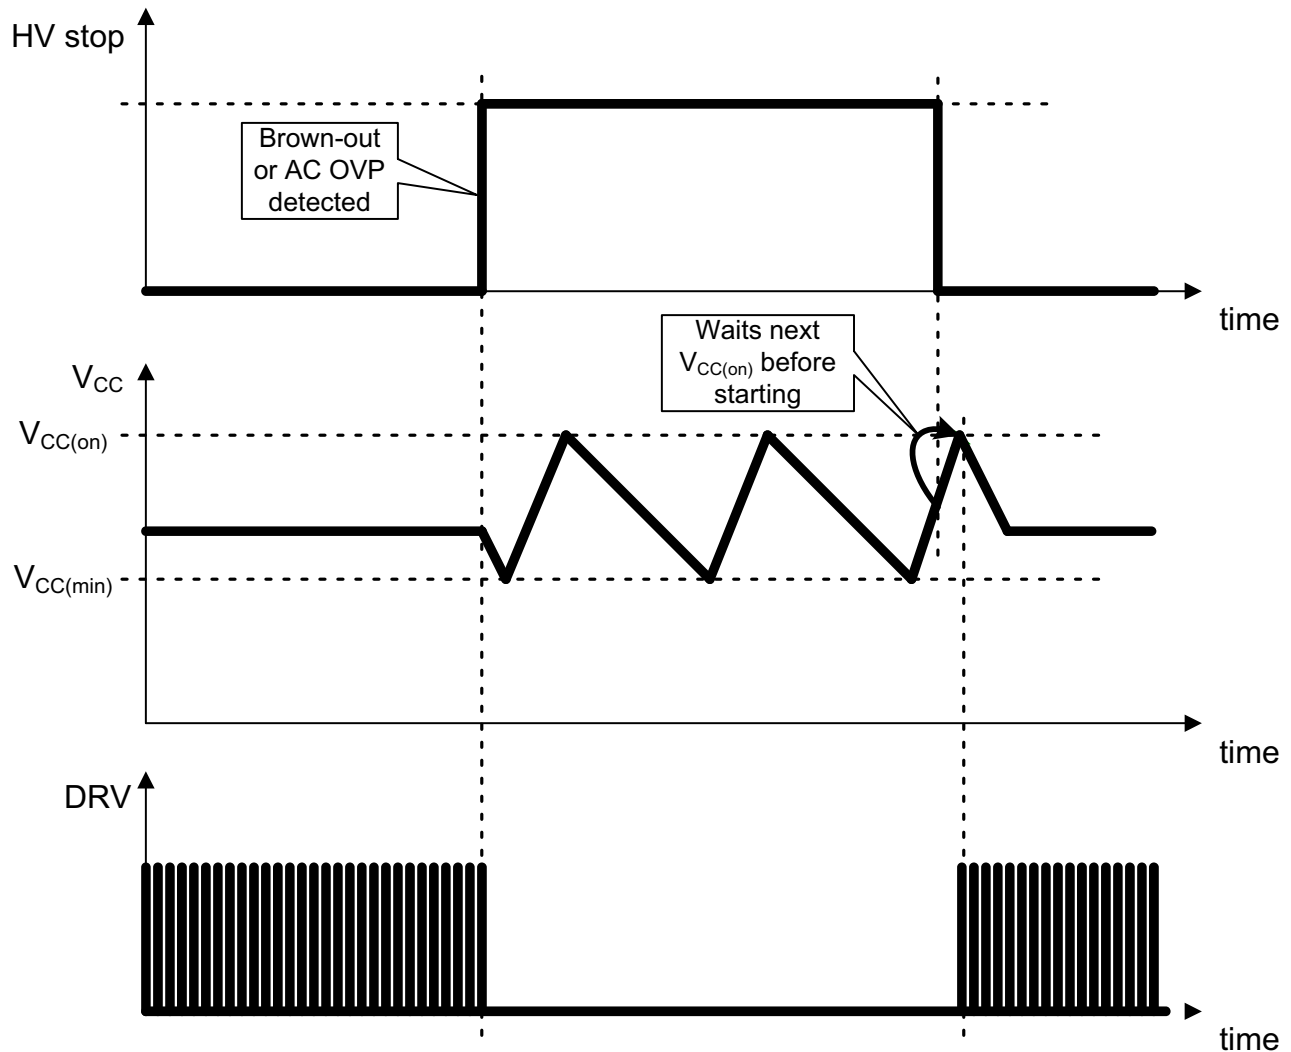 HV stop
Brown-out
or AC OVP
detected
time
Waits next
VCC(on) before
starting
VCC
VCC(on)
VCC(min)
time
DRV
time